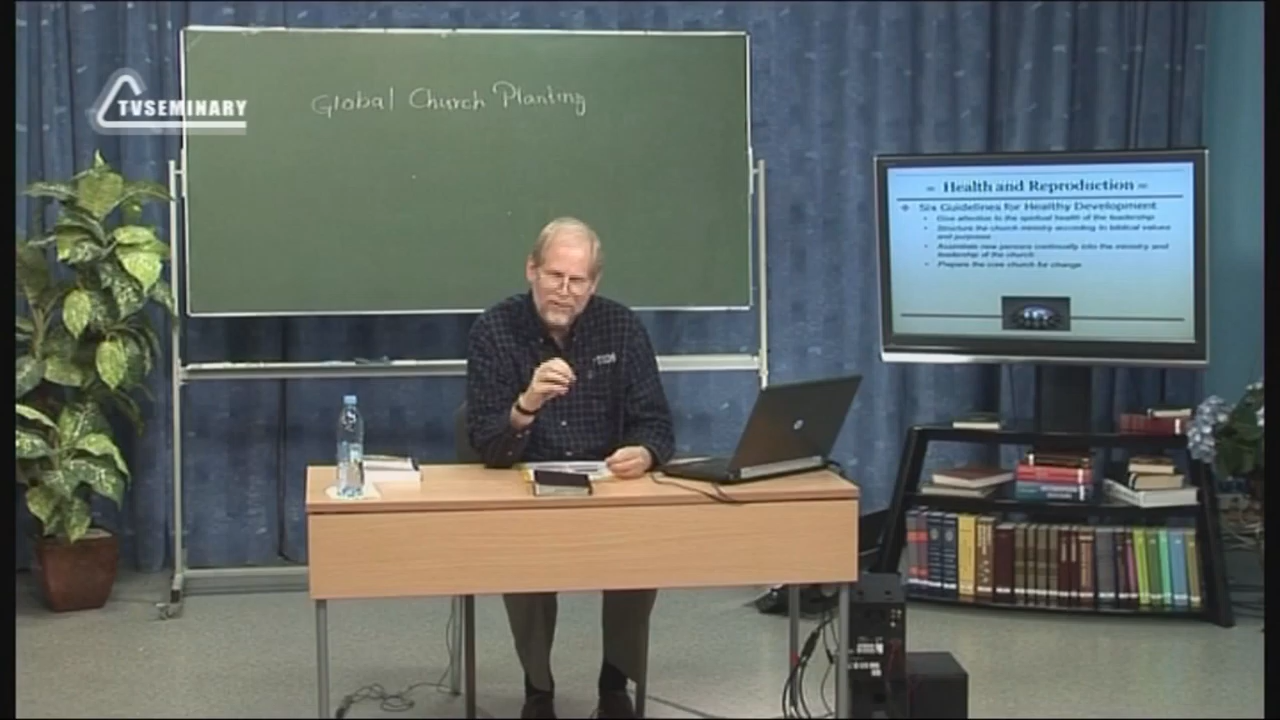 TVSEMINARY
Global Church Planting
Health and Reproduction
Six Guidelines for Healthy Development
Give attention to the spiritual health of the leadership
Structure the church ministry according to biblical values
and purposes
Assimilate new persons continually into the ministry and
leadership of the church
Prepare the core church for change